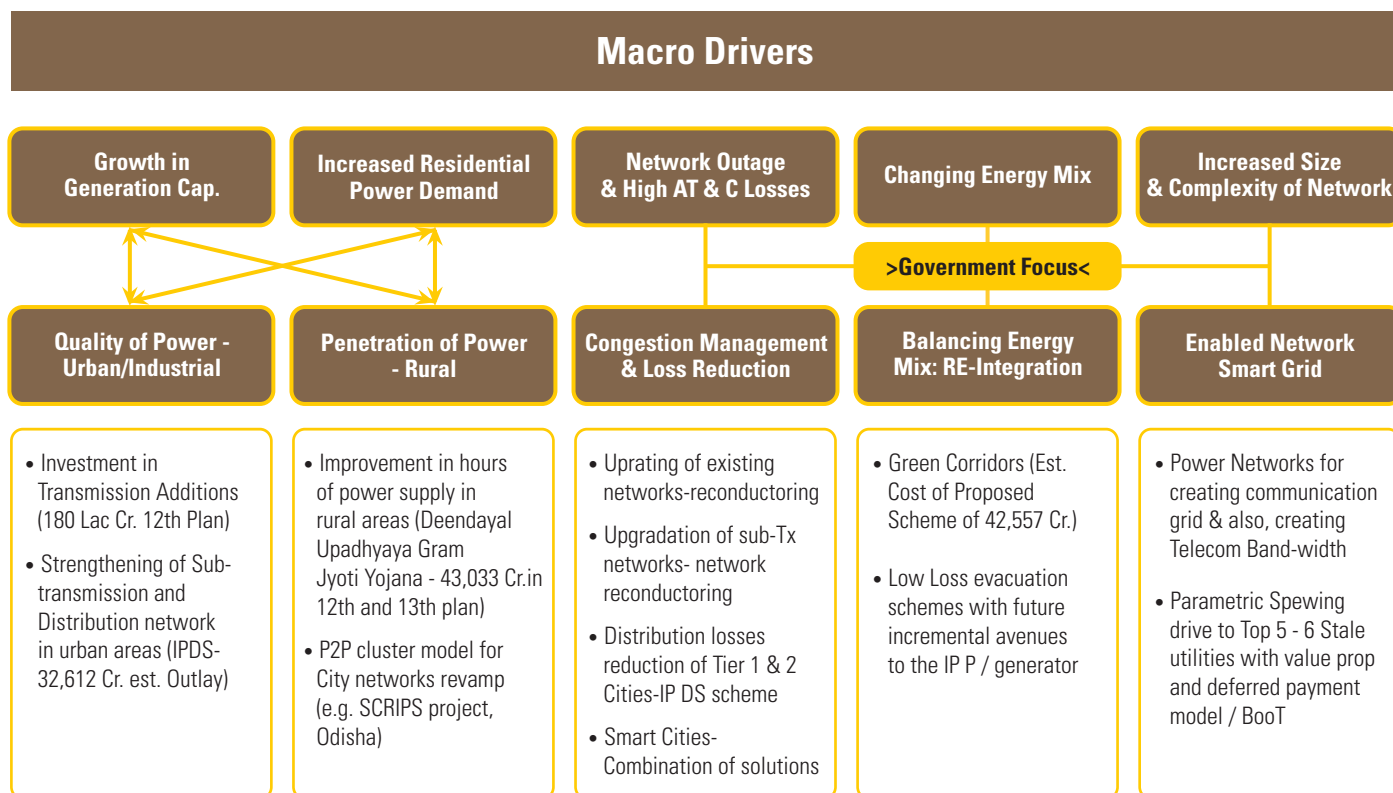 Macro Drivers
Growth in
Generation Cap.
Increased Residential
Power Demand
Network Outage
& High AT & C Losses
Changing Energy Mix
Increased Size
& Complexity of Network
>Government Focus<
Quality of Power -
Urban/Industrial
Penetration of Power
- Rural
Congestion Management
& Loss Reduction
Balancing Energy
Mix: RE-Integration
Enabled Network
Smart Grid
• Investment in
Transmission Additions
(180 Lac Cr. 12th Plan)
• Strengthening of Sub-
transmission and
Distribution network
in urban areas (IPDS-
32,612 Cr. est. Outlay)
• Improvement in hours
of power supply in
rural areas (Deendayal
Upadhyaya Gram
Jyoti Yojana - 43,033 Cr.in
12th and 13th plan)
• P2P cluster model for
City networks revamp
(e.g. SCRIPS project,
Odisha)
• Uprating of existing
networks-reconductoring
• Upgradation of sub-Tx
networks- network
reconductoring
• Distribution losses
reduction of Tier 1 & 2
Cities-IP DS scheme
• Smart Cities-
Combination of solutions
• Green Corridors (Est.
Cost of Proposed
Scheme of 42,557 Cr.)
• Low Loss evacuation
schemes with future
incremental avenues
to the IP P / generator
• Power Networks for
creating communication
grid & also, creating
Telecom Band-width
• Parametric Spewing
drive to Top 5 - 6 Stale
utilities with value prop
and deferred payment
model / BooT